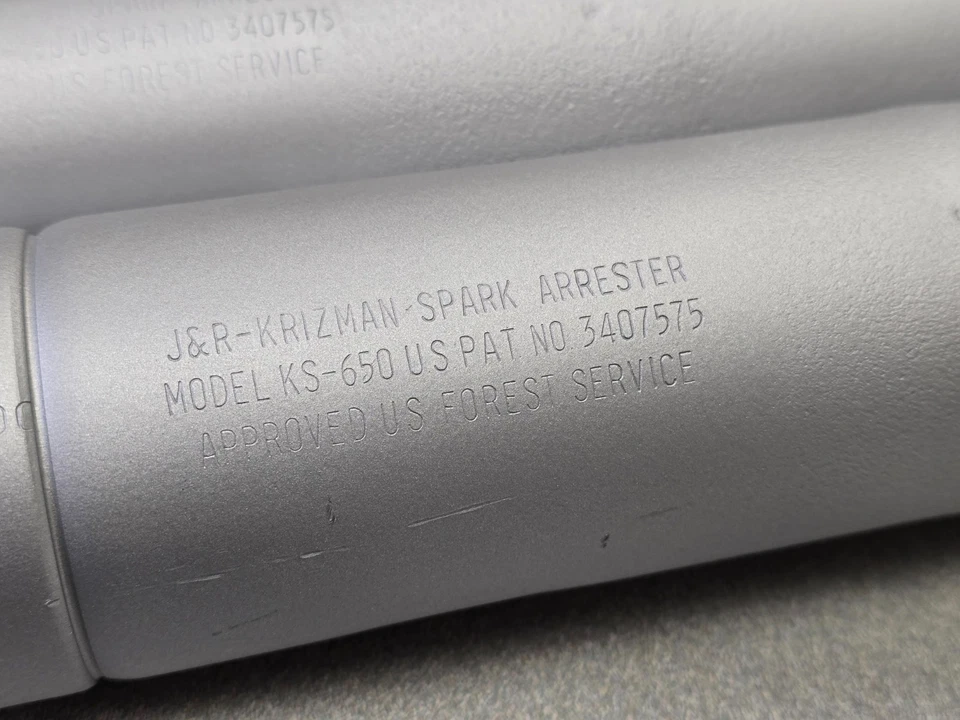 US PAT NO 3407575
US FOREST SERVICE
J&R-KRIZMAN-SPARK ARRESTER
MODEL KS-650 US PAT NO 3407575
APPROVED US FOREST SERVICE